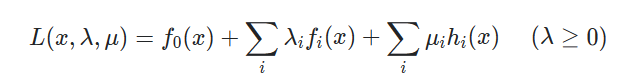 L(x, λ, μ) = f₀(x) + ∑ᵢ λᵢfᵢ(x) + ∑ᵢ μᵢhᵢ(x) (λ ≥ 0)